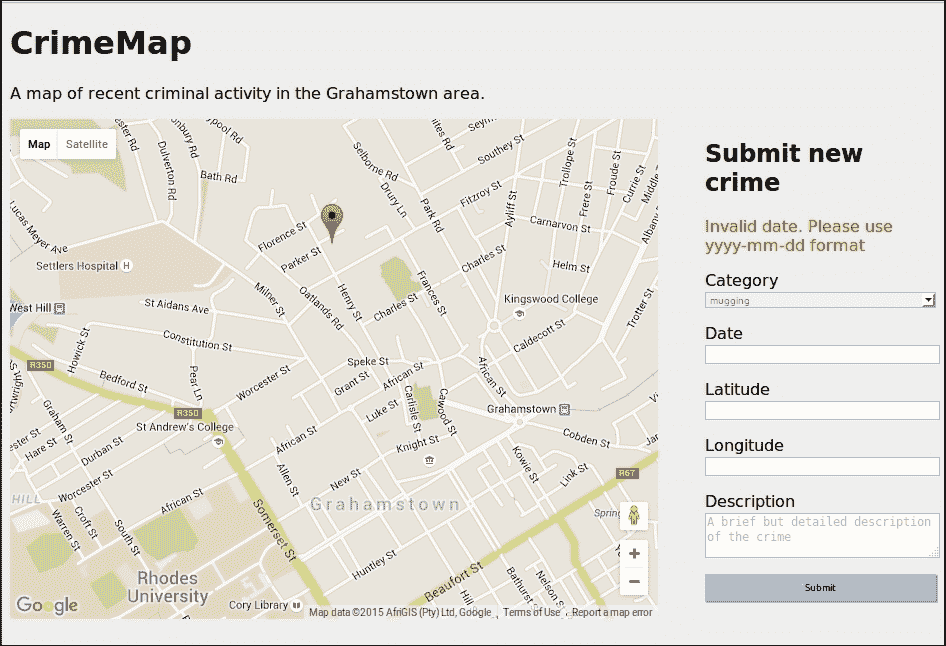 CrimeMap
A map of recent criminal activity in the Grahamstown area.
Map Satellite
Dulverton Rd
Bath Rd
Lucas Meyer Ave
Settlers Hospital H
West Hill
Florence St
Parker St
Milner St
Oatlands Rd
Henry St
Selborne Rd
Drury Ln
Park Rd
Southey St
Fitzroy St
Ayliff St
Trollope St
Frere St
Froude St
Currie St
Carnarvon St
Charles St
Helm St
Frances St
Charles St
Kingswood College
Trotter St
Caldecott St
St Aidans Ave
Constitution St
Howick St
R350
Bedford St
Pear Ln
Worcester St
Speke St
Grant St
African St
African St
Luke St
Carlisle St
Cawood St
Grahamstown
R350
St Andrew's College
Graham St
Hare St
Durban St
African St
Knight St
Cobden St
Kowie St
Link St
R67
Worcester St
Allen St
New St
Grahamstown
HILL
African St
Warren St
Croft St
South St
Somerset St
Huntley St
Beaufort St
Bathurst St
Nelson St
Rhodes
University
Cory Library
Google
Map data ©2015 AfriGIS (Pty) Ltd, Google
Terms of Use
Report a map error
Submit new
crime
Invalid date. Please use
yyyy-mm-dd format
Category
mugging
Date
Latitude
Longitude
Description
A brief but detailed description
of the crime
Submit